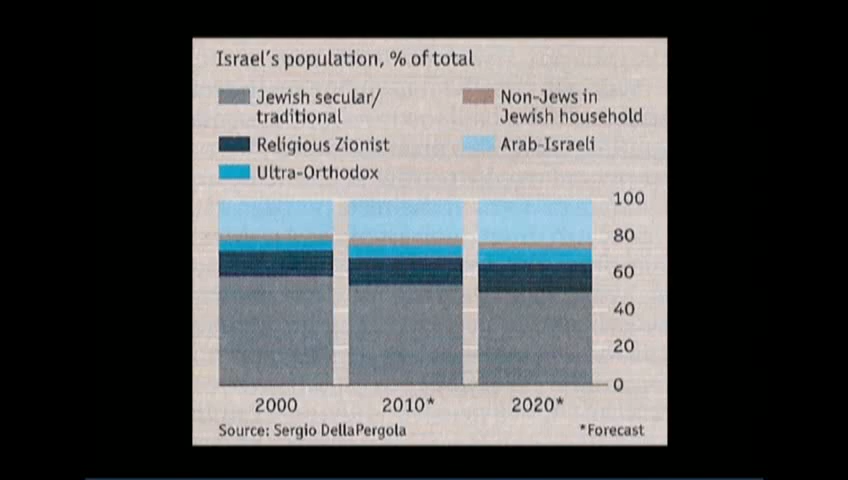 Israel's population, % of total
Jewish secular/
traditional
Religious Zionist
Ultra-Orthodox
Non-Jews in
Jewish household
Arab-Israeli
100
80
60
40
20
0
2000
2010*
2020*
Source: Sergio DellaPergola
*Forecast